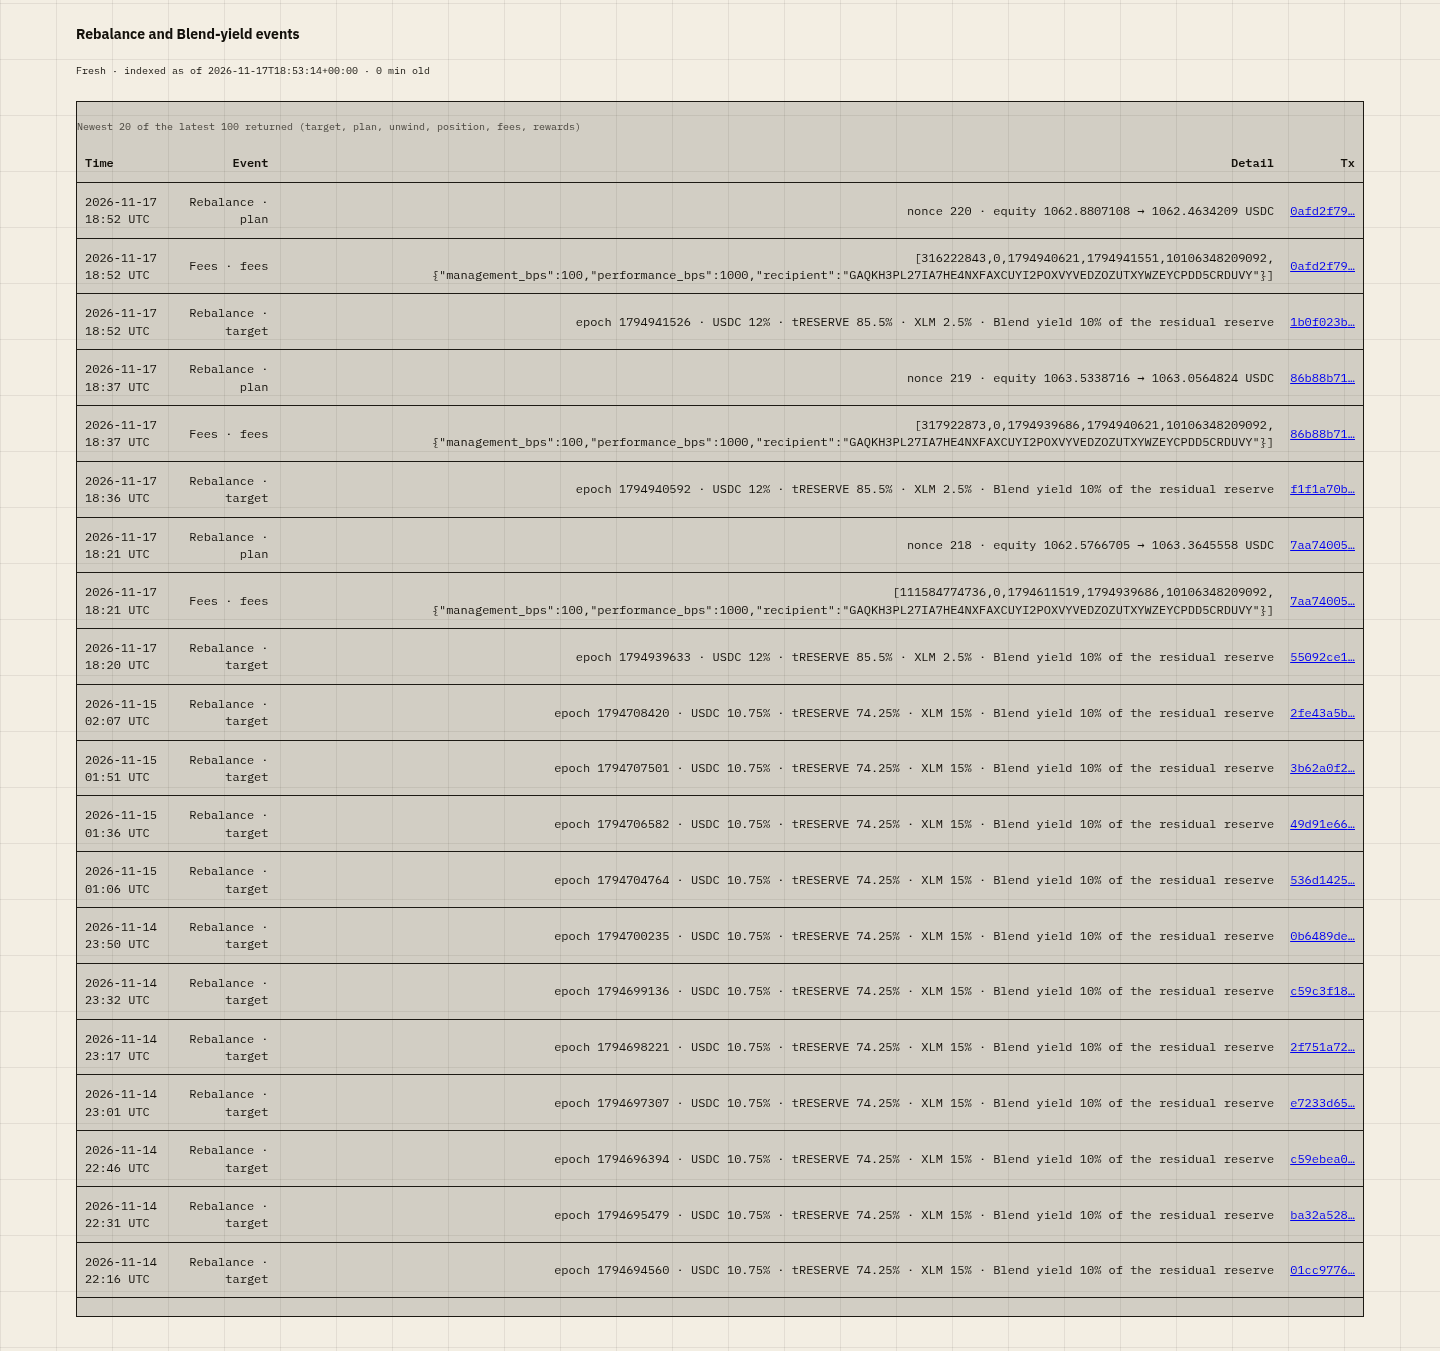 Rebalance and Blend-yield events
Fresh · indexed as of 2026-11-17T18:53:14+00:00 · 0 min old
Newest 20 of the latest 100 returned (target, plan, unwind, position, fees, rewards)
Time Event Detail Tx
2026-11-17 18:52 UTC Rebalance · plan nonce 220 · equity 1062.8807108 → 1062.4634209 USDC 0afd2f79…
2026-11-17 18:52 UTC Fees · fees [316222843,0,1794940621,1794941551,10106348209092, {"management_bps":100,"performance_bps":1000,"recipient":"GAQKH3PL27IA7HE4NXFAXCUYI2POXVYVEDZOZUTXYWZEYCPDD5CRDUVY"}] 0afd2f79…
2026-11-17 18:52 UTC Rebalance · target epoch 1794941526 · USDC 12% · tRESERVE 85.5% · XLM 2.5% · Blend yield 10% of the residual reserve 1b0f023b…
2026-11-17 18:37 UTC Rebalance · plan nonce 219 · equity 1063.5338716 → 1063.0564824 USDC 86b88b71…
2026-11-17 18:37 UTC Fees · fees [317922873,0,1794939686,1794940621,10106348209092, {"management_bps":100,"performance_bps":1000,"recipient":"GAQKH3PL27IA7HE4NXFAXCUYI2POXVYVEDZOZUTXYWZEYCPDD5CRDUVY"}] 86b88b71…
2026-11-17 18:36 UTC Rebalance · target epoch 1794940592 · USDC 12% · tRESERVE 85.5% · XLM 2.5% · Blend yield 10% of the residual reserve f1f1a70b…
2026-11-17 18:21 UTC Rebalance · plan nonce 218 · equity 1062.5766705 → 1063.3645558 USDC 7aa74005…
2026-11-17 18:21 UTC Fees · fees [111584774736,0,1794611519,1794939686,10106348209092, {"management_bps":100,"performance_bps":1000,"recipient":"GAQKH3PL27IA7HE4NXFAXCUYI2POXVYVEDZOZUTXYWZEYCPDD5CRDUVY"}] 7aa74005…
2026-11-17 18:20 UTC Rebalance · target epoch 1794939633 · USDC 12% · tRESERVE 85.5% · XLM 2.5% · Blend yield 10% of the residual reserve 55092ce1…
2026-11-15 02:07 UTC Rebalance · target epoch 1794708420 · USDC 10.75% · tRESERVE 74.25% · XLM 15% · Blend yield 10% of the residual reserve 2fe43a5b…
2026-11-15 01:51 UTC Rebalance · target epoch 1794707501 · USDC 10.75% · tRESERVE 74.25% · XLM 15% · Blend yield 10% of the residual reserve 3b62a0f2…
2026-11-15 01:36 UTC Rebalance · target epoch 1794706582 · USDC 10.75% · tRESERVE 74.25% · XLM 15% · Blend yield 10% of the residual reserve 49d91e66…
2026-11-15 01:06 UTC Rebalance · target epoch 1794704764 · USDC 10.75% · tRESERVE 74.25% · XLM 15% · Blend yield 10% of the residual reserve 536d1425…
2026-11-14 23:50 UTC Rebalance · target epoch 1794700235 · USDC 10.75% · tRESERVE 74.25% · XLM 15% · Blend yield 10% of the residual reserve 0b6489de…
2026-11-14 23:32 UTC Rebalance · target epoch 1794699136 · USDC 10.75% · tRESERVE 74.25% · XLM 15% · Blend yield 10% of the residual reserve c59c3f18…
2026-11-14 23:17 UTC Rebalance · target epoch 1794698221 · USDC 10.75% · tRESERVE 74.25% · XLM 15% · Blend yield 10% of the residual reserve 2f751a72…
2026-11-14 23:01 UTC Rebalance · target epoch 1794697307 · USDC 10.75% · tRESERVE 74.25% · XLM 15% · Blend yield 10% of the residual reserve e7233d65…
2026-11-14 22:46 UTC Rebalance · target epoch 1794696394 · USDC 10.75% · tRESERVE 74.25% · XLM 15% · Blend yield 10% of the residual reserve c59ebea0…
2026-11-14 22:31 UTC Rebalance · target epoch 1794695479 · USDC 10.75% · tRESERVE 74.25% · XLM 15% · Blend yield 10% of the residual reserve ba32a528…
2026-11-14 22:16 UTC Rebalance · target epoch 1794694560 · USDC 10.75% · tRESERVE 74.25% · XLM 15% · Blend yield 10% of the residual reserve 01cc9776…